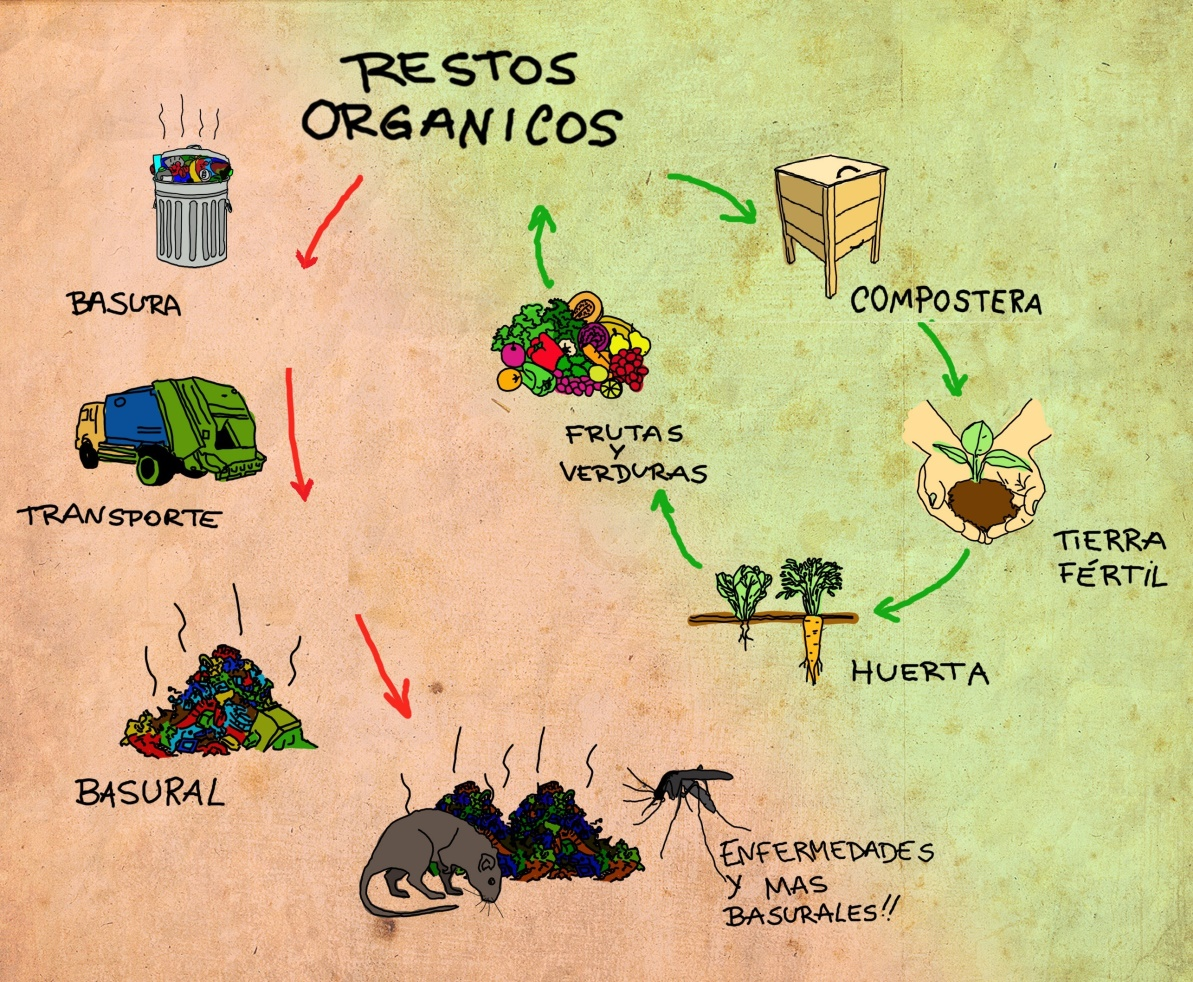 RESTOS
ORGANICOS
BASURA
TRANSPORTE
BASURAL
ENFERMEDADES
Y MAS
BASURALES!!
COMPOSTERA
TIERRA
FÉRTIL
HUERTA
FRUTAS
Y
VERDURAS